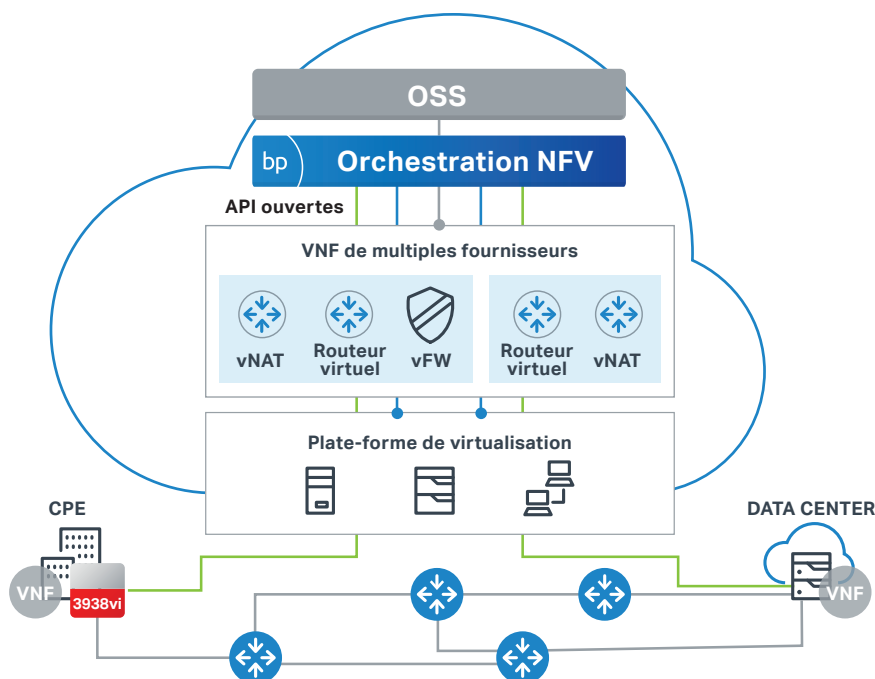 OSS
bp
Orchestration NFV
API ouvertes
VNF de multiples fournisseurs
vNAT
Routeur
virtuel
vFW
Routeur
virtuel
vNAT
Plate-forme de virtualisation
CPE
DATA CENTER
VNF
3938vi
VNF